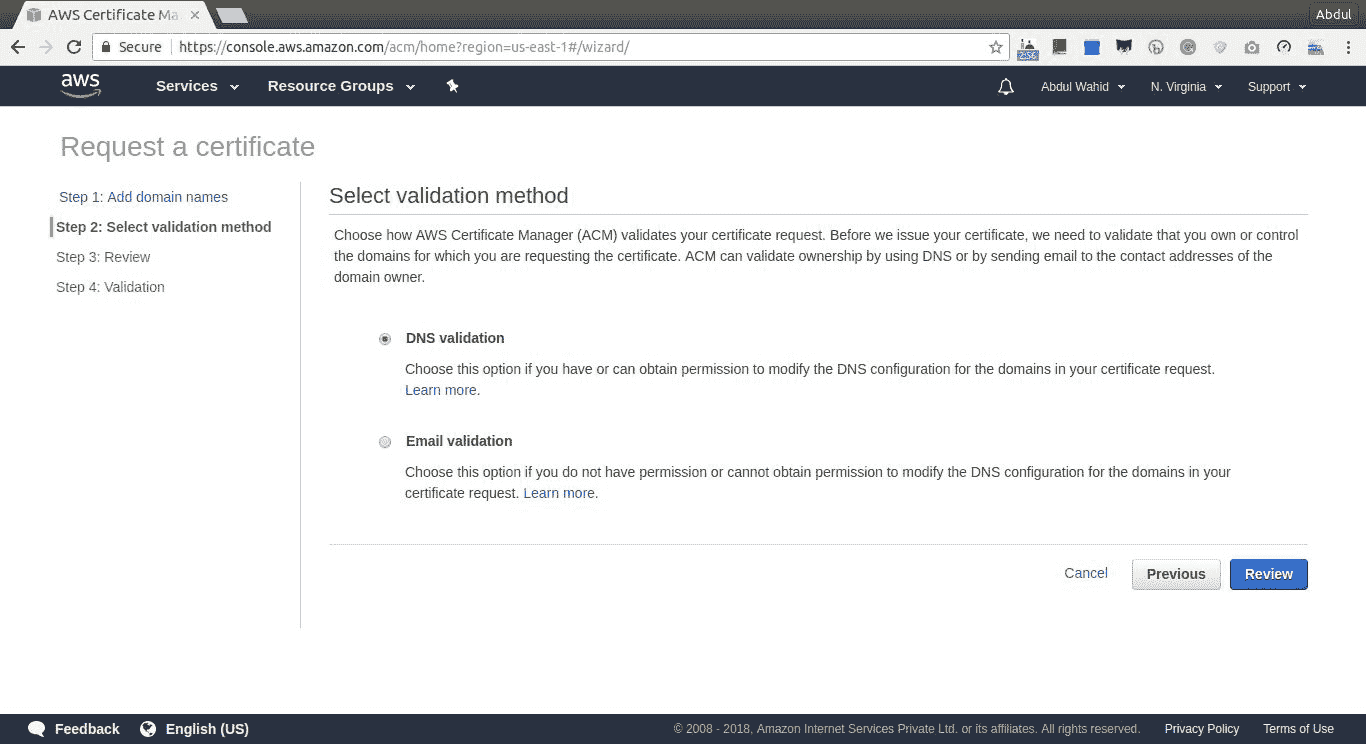 AWS Certificate Ma
Abdul
Secure
https://console.aws.amazon.com/acm/home?region=us-east-1#/wizard/
256
aws
Services
Resource Groups
Abdul Wahid
N. Virginia
Support
Request a certificate
Step 1: Add domain names
Step 2: Select validation method
Step 3: Review
Step 4: Validation
Select validation method
Choose how AWS Certificate Manager (ACM) validates your certificate request. Before we issue your certificate, we need to validate that you own or control
the domains for which you are requesting the certificate. ACM can validate ownership by using DNS or by sending email to the contact addresses of the
domain owner.
DNS validation
Choose this option if you have or can obtain permission to modify the DNS configuration for the domains in your certificate request.
Learn more.
Email validation
Choose this option if you do not have permission or cannot obtain permission to modify the DNS configuration for the domains in your
certificate request. Learn more.
Cancel
Previous
Review
Feedback
English (US)
© 2008 - 2018, Amazon Internet Services Private Ltd. or its affiliates. All rights reserved.
Privacy Policy
Terms of Use